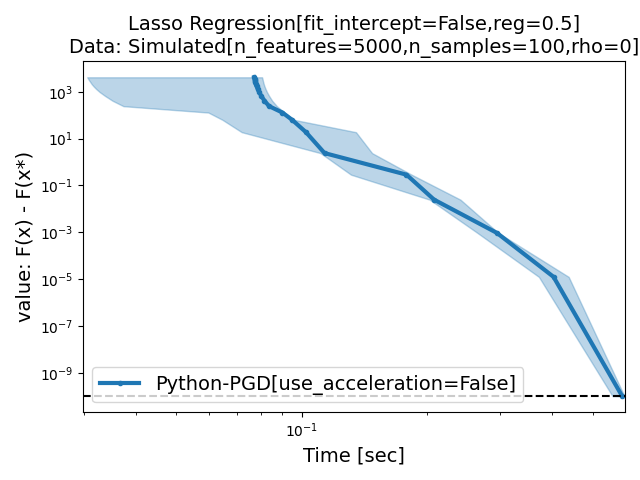 Lasso Regression[fit_intercept=False,reg=0.5]
Data: Simulated[n_features=5000,n_samples=100,rho=0]
value: F(x) - F(x*)
10³
10¹
10⁻¹
10⁻³
10⁻⁵
10⁻⁷
10⁻⁹
Python-PGD[use_acceleration=False]
10⁻¹
Time [sec]